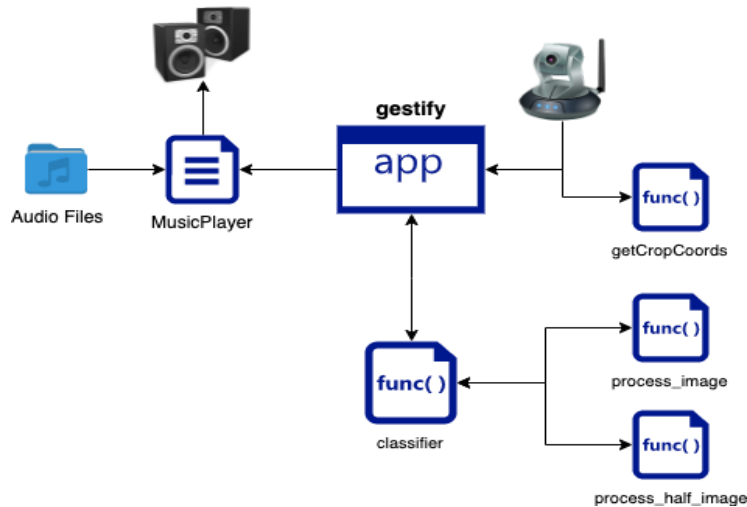 gestify
app
Audio Files
MusicPlayer
func( )
getCropCoords
func( )
process_image
func( )
classifier
func( )
process_half_image